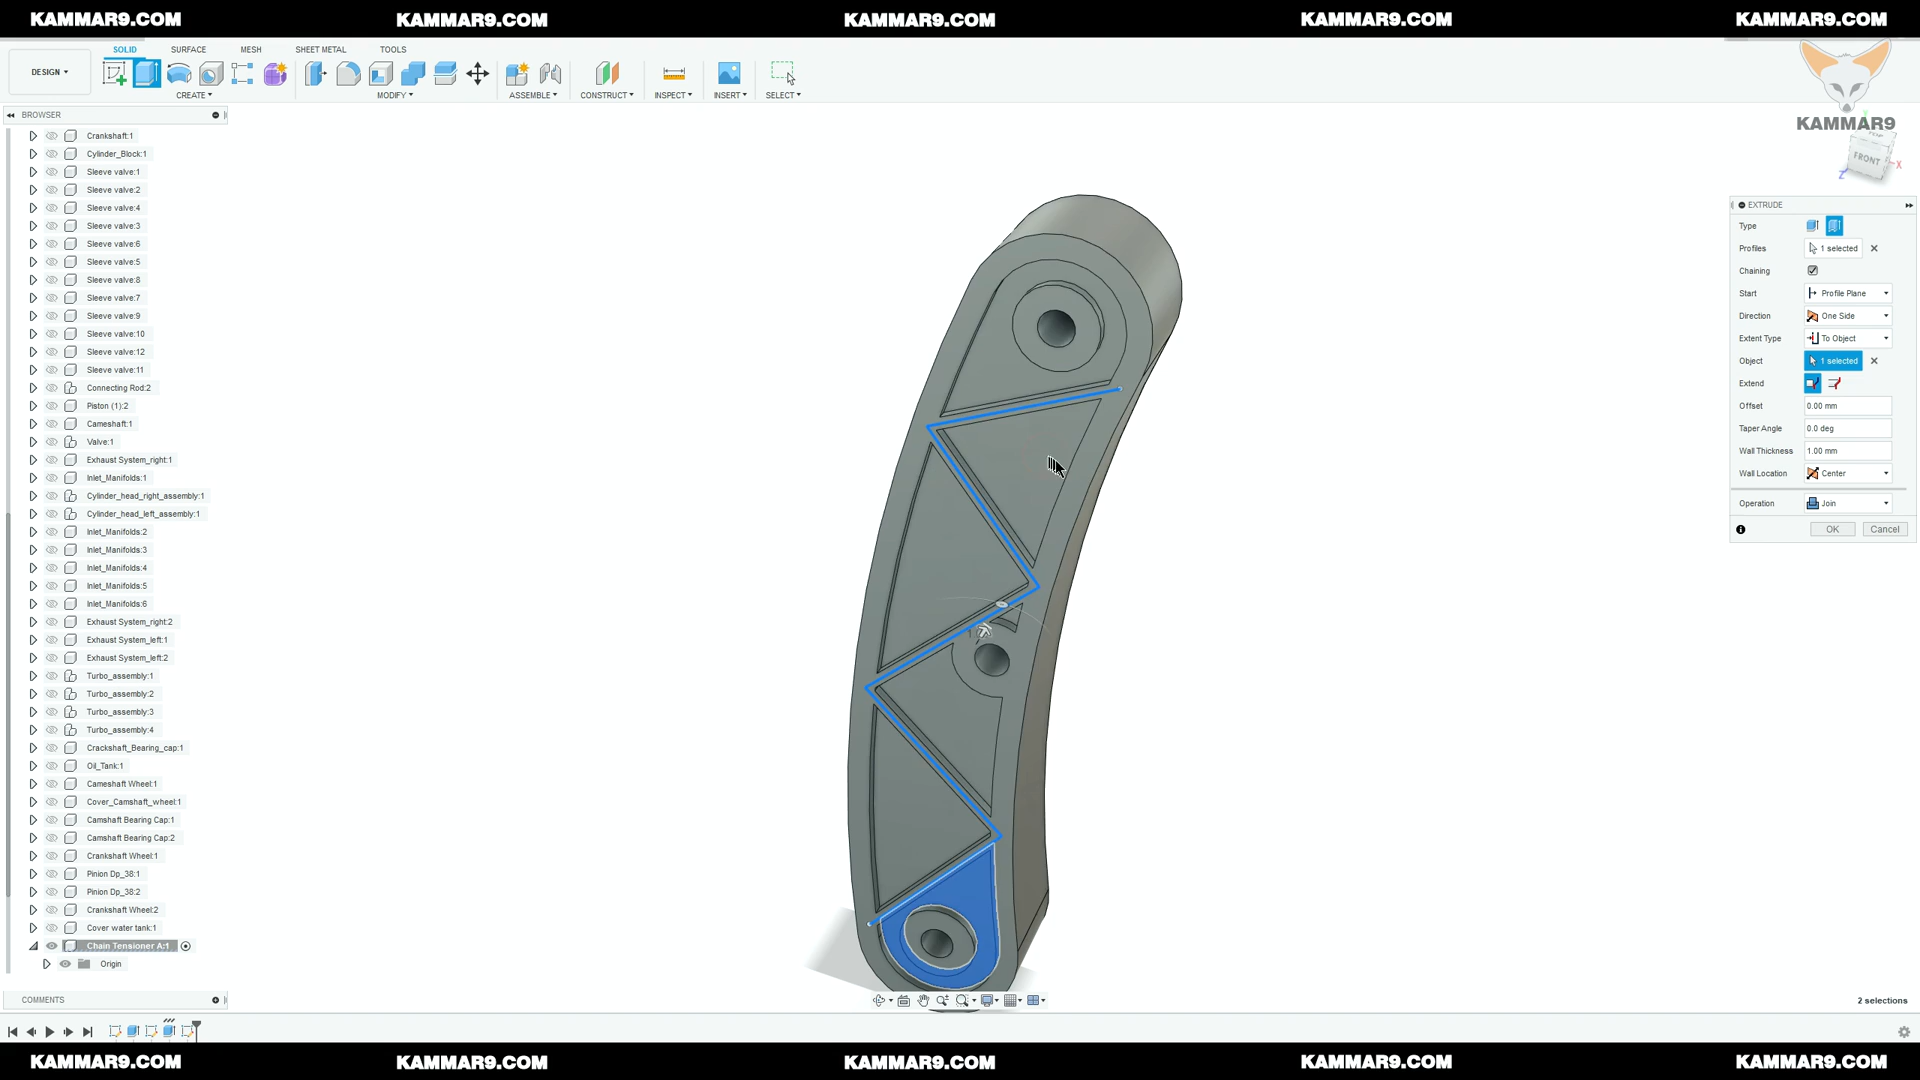 KAMMAR9.COM KAMMAR9.COM KAMMAR9.COM KAMMAR9.COM KAMMAR9.COM
SOLID SURFACE MESH SHEET METAL TOOLS
DESIGN
CREATE MODIFY ASSEMBLE CONSTRUCT INSPECT INSERT SELECT
KAMMAR9
FRONT
X
Z
BROWSER
Crankshaft:1
Cylinder_Block:1
Sleeve valve:1
Sleeve valve:2
Sleeve valve:4
Sleeve valve:3
Sleeve valve:6
Sleeve valve:5
Sleeve valve:8
Sleeve valve:7
Sleeve valve:9
Sleeve valve:10
Sleeve valve:12
Sleeve valve:11
Connecting Rod:2
Piston (1):2
Cameshaft:1
Valve:1
Exhaust System_right:1
Inlet_Manifolds:1
Cylinder_head_right_assembly:1
Cylinder_head_left_assembly:1
Inlet_Manifolds:2
Inlet_Manifolds:3
Inlet_Manifolds:4
Inlet_Manifolds:5
Inlet_Manifolds:6
Exhaust System_right:2
Exhaust System_left:1
Exhaust System_left:2
Turbo_assembly:1
Turbo_assembly:2
Turbo_assembly:3
Turbo_assembly:4
Crackshaft_Bearing_cap:1
Oil_Tank:1
Cameshaft Wheel:1
Cover_Camshaft_wheel:1
Camshaft Bearing Cap:1
Camshaft Bearing Cap:2
Crankshaft Wheel:1
Pinion Dp_38:1
Pinion Dp_38:2
Crankshaft Wheel:2
Cover water tank:1
Chain Tensioner A:1
Origin
EXTRUDE
Type
Profiles 1 selected
Chaining
Start Profile Plane
Direction One Side
Extent Type To Object
Object 1 selected
Extend
Offset 0.00 mm
Taper Angle 0.0 deg
Wall Thickness 1.00 mm
Wall Location Center
Operation Join
OK Cancel
COMMENTS
2 selections
KAMMAR9.COM KAMMAR9.COM KAMMAR9.COM KAMMAR9.COM KAMMAR9.COM